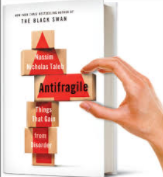 NEW YORK TIMES BESTSELLING AUTHOR OF
THE BLACK SWAN
Nassim
Nicholas Taleb
Antifragile
Things
That Gain
from
Disorder